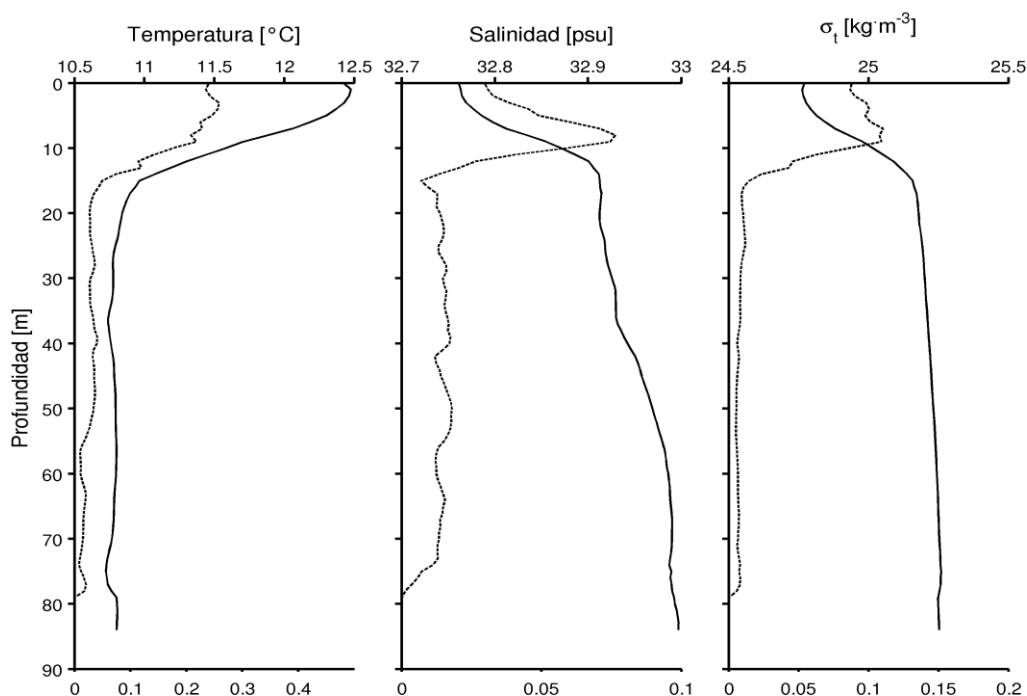 Temperatura [°C]
10.5 11 11.5 12 12.5
Salinidad [psu]
32.7 32.8 32.9 33
σt [kg·m-3]
24.5 25 25.5
Profundidad [m]
0
10
20
30
40
50
60
70
80
90
0 0.1 0.2 0.3 0.4
0 0.05 0.1
0 0.05 0.1 0.15 0.2